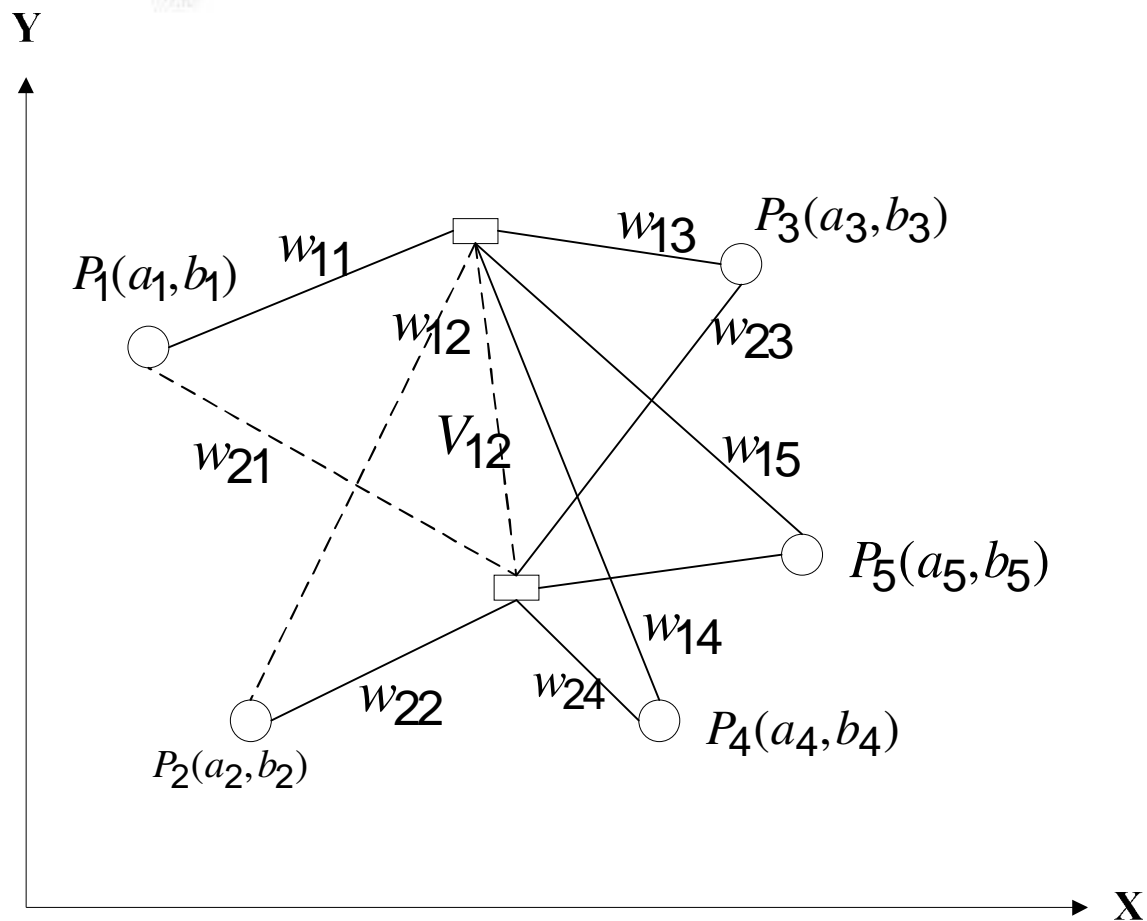 Y
P3(a3,b3)
w13
w11
P1(a1,b1)
w12
w23
V12
w15
w21
P5(a5,b5)
w14
w24
w22
P4(a4,b4)
P2(a2,b2)
X